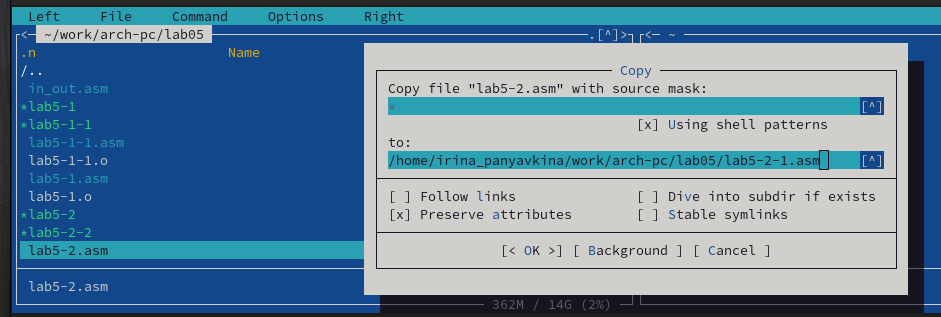 Left File Command Options Right
<─ ~/work/arch-pc/lab05 .[^]>
<─ ~
.n Name
/..
in_out.asm
*lab5-1
*lab5-1-1
lab5-1-1.asm
lab5-1-1.o
lab5-1.asm
lab5-1.o
*lab5-2
*lab5-2-2
lab5-2.asm
lab5-2.asm
362M / 14G (2%)
Copy
Copy file "lab5-2.asm" with source mask:
* [^]
[x] Using shell patterns
to:
/home/irina_panyavkina/work/arch-pc/lab05/lab5-2-1.asm [^]
[ ] Follow links [ ] Dive into subdir if exists
[x] Preserve attributes [ ] Stable symlinks
[< OK >] [ Background ] [ Cancel ]